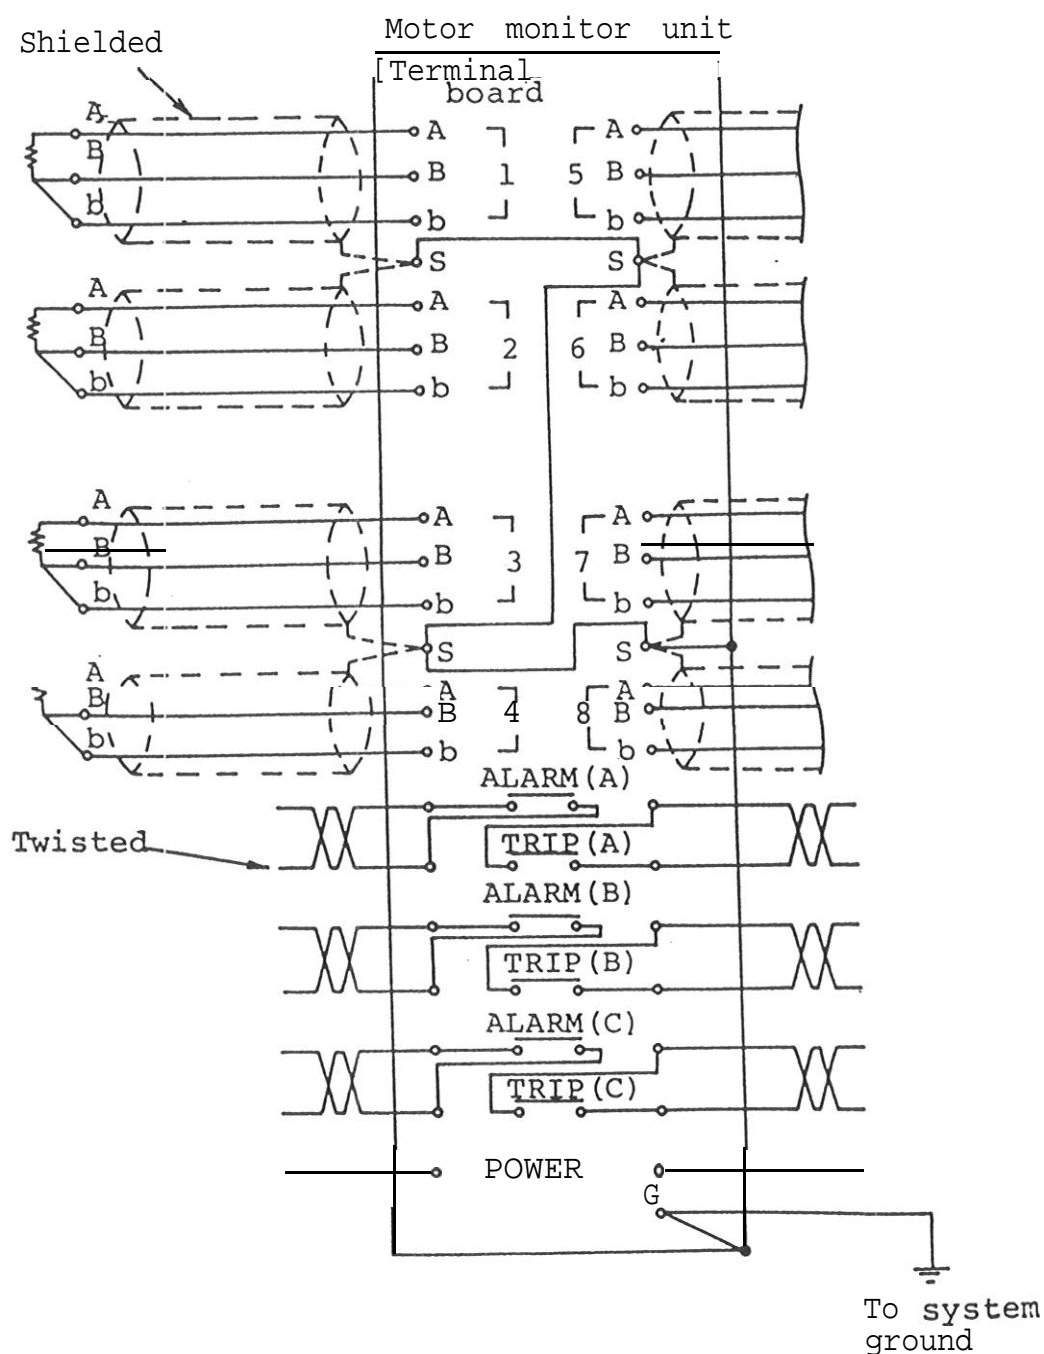 Motor monitor unit
Shielded
[Terminal
board
A A A
B B 1 5 B
b b b
S S
A A A
B B 2 6 B
b b b
A A A
B B 3 7 B
b b b
S S
A A A
B B 4 8 B
b b b
ALARM(A)
Twisted TRIP(A)
ALARM(B)
TRIP(B)
ALARM(C)
TRIP(C)
POWER
G
To system
ground